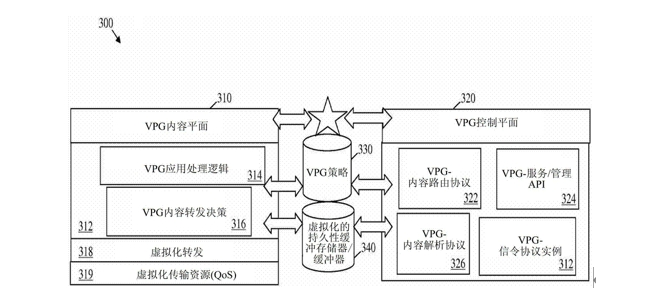 300
310
320
VPG内容平面
VPG控制平面
330
VPG应用处理逻辑
314
VPG策略
VPG-
内容路由协议
322
VPG-服务/管理
API
324
VPG内容转发决策
316
312
虚拟化的
持久性缓
冲存储器/
缓冲器
340
VPG-
内容解析协议
326
VPG-
信令协议实例
312
318
虚拟化转发
319
虚拟化传输资源(QoS)